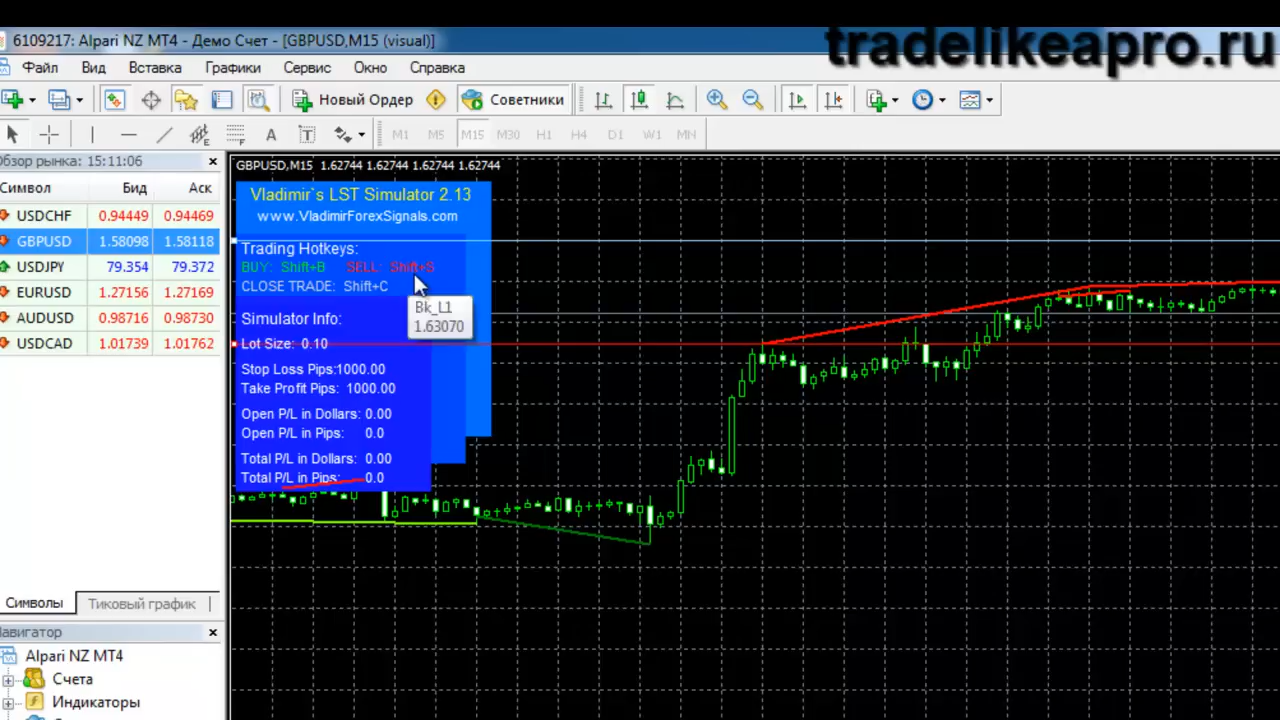 6109217: Alpari NZ MT4 - Демо Счет - [GBPUSD,M15 (visual)]
tradelikeapro.ru
Файл Вид Вставка Графики Сервис Окно Справка
Новый Ордер Советники
A T M1 M5 M15 M30 H1 H4 D1 W1 MN
Обзор рынка: 15:11:06
Символ Бид Аск
USDCHF 0.94449 0.94469
GBPUSD 1.58098 1.58118
USDJPY 79.354 79.372
EURUSD 1.27156 1.27169
AUDUSD 0.98716 0.98730
USDCAD 1.01739 1.01762
Символы Тиковый график
Навигатор
Alpari NZ MT4
Счета
Индикаторы
GBPUSD,M15 1.62744 1.62744 1.62744 1.62744
Vladimir`s LST Simulator 2.13
www.VladimirForexSignals.com
Trading Hotkeys:
BUY: Shift+B SELL: Shift+S
CLOSE TRADE: Shift+C
Bk_L1
1.63070
Simulator Info:
Lot Size: 0.10
Stop Loss Pips:1000.00
Take Profit Pips: 1000.00
Open P/L in Dollars: 0.00
Open P/L in Pips: 0.0
Total P/L in Dollars: 0.00
Total P/L in Pips: 0.0